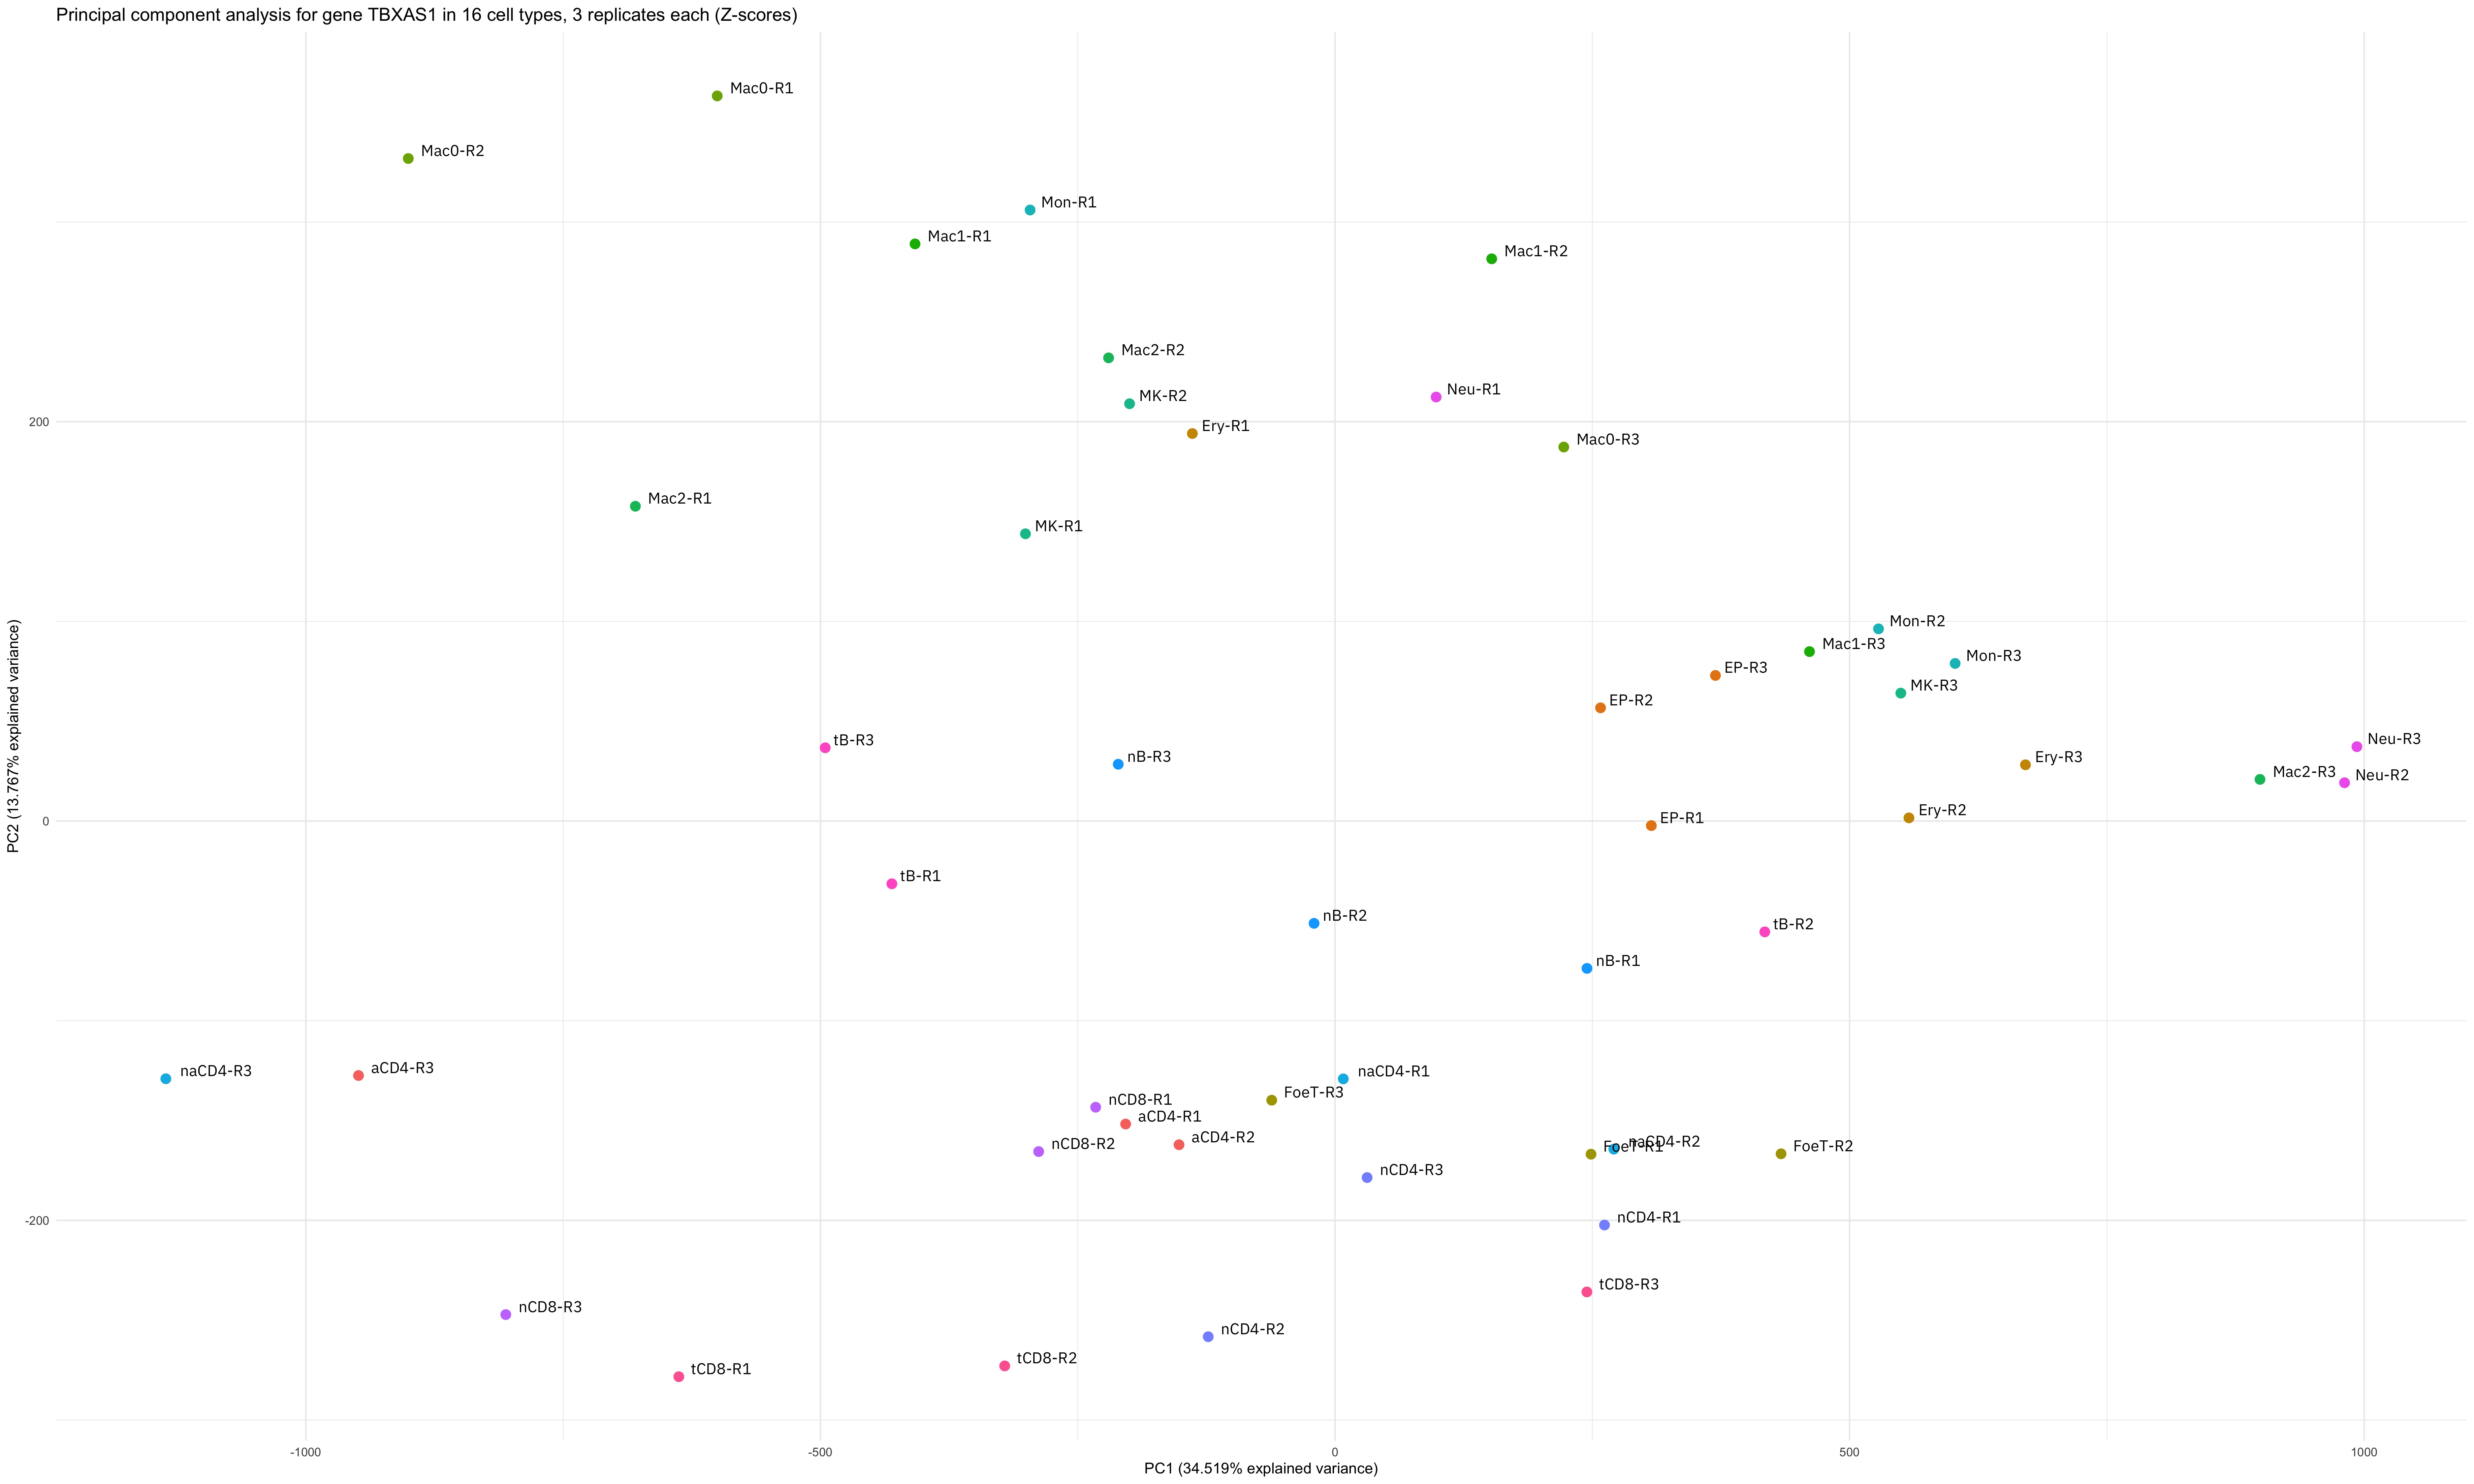 Principal component analysis for gene TBXAS1 in 16 cell types, 3 replicates each (Z-scores)
Mac0-R1
Mac0-R2
Mon-R1
Mac1-R1
Mac1-R2
Mac2-R2
MK-R2
Neu-R1
Ery-R1
Mac0-R3
Mac2-R1
MK-R1
Mon-R2
Mac1-R3
Mon-R3
EP-R3
MK-R3
EP-R2
tB-R3
nB-R3
Neu-R3
Ery-R3
Mac2-R3
Neu-R2
Ery-R2
EP-R1
tB-R1
nB-R2
tB-R2
nB-R1
naCD4-R3
aCD4-R3
naCD4-R1
FoeT-R3
nCD8-R1
aCD4-R1
aCD4-R2
nCD8-R2
naCD4-R2
FoeT-R1
FoeT-R2
nCD4-R3
nCD4-R1
tCD8-R3
nCD8-R3
nCD4-R2
tCD8-R2
tCD8-R1
200
0
-200
PC2 (13.767% explained variance)
-1000
-500
0
500
1000
PC1 (34.519% explained variance)